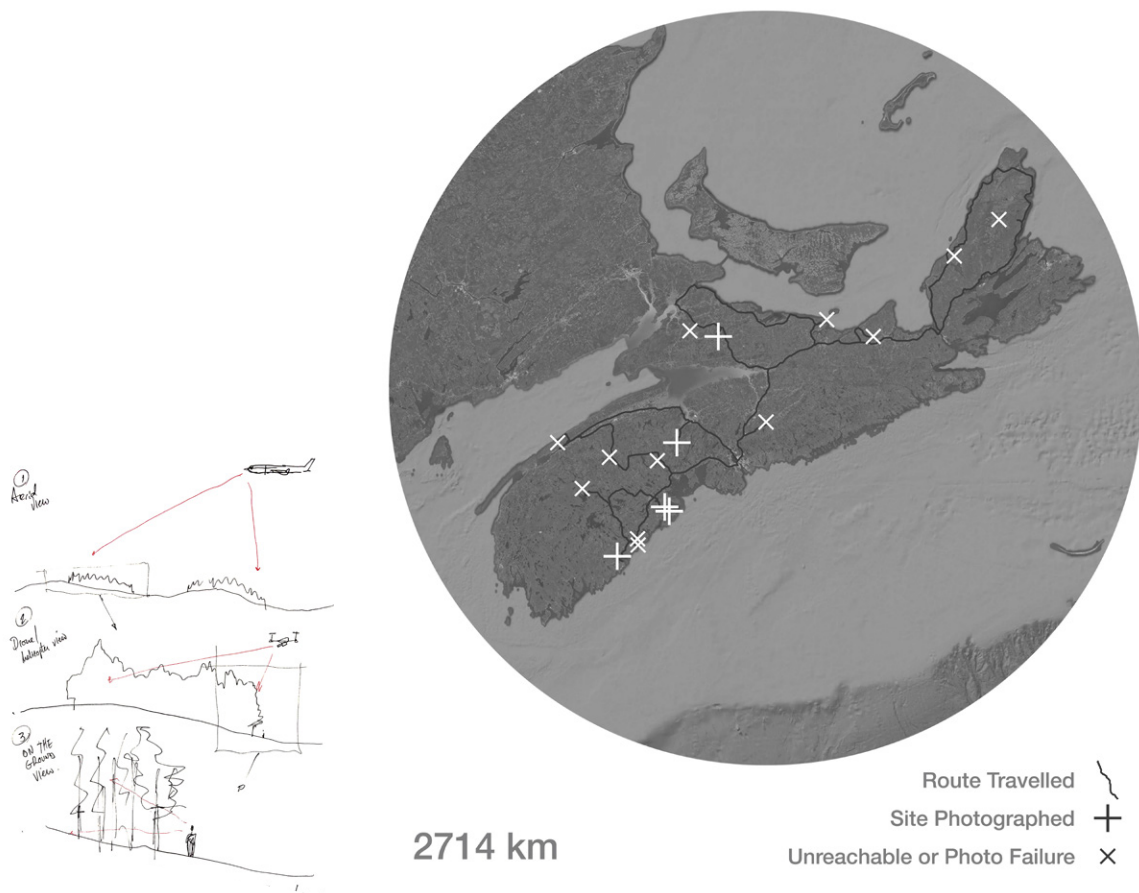 1
Aerial
view
2
Drone/
helicopter view
3
ON THE
GROUND
VIEW.
2714 km
Route Travelled
Site Photographed
Unreachable or Photo Failure